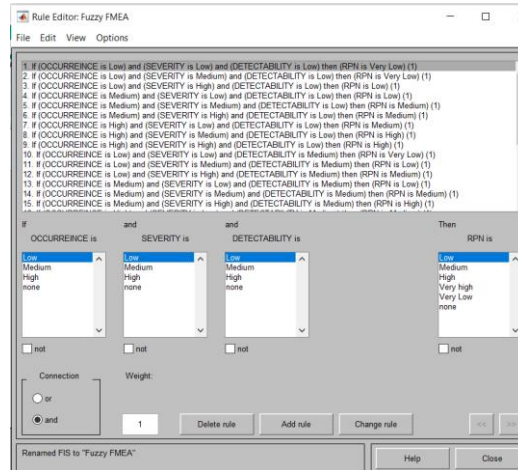 Rule Editor: Fuzzy FMEA
File Edit View Options
1. If (OCCURREINCE is Low) and (SEVERITY is Low) and (DETECTABILITY is Low) then (RPN is Very Low) (1)
2. If (OCCURREINCE is Low) and (SEVERITY is Medium) and (DETECTABILITY is Low) then (RPN is Very Low) (1)
3. If (OCCURREINCE is Low) and (SEVERITY is High) and (DETECTABILITY is Low) then (RPN is Low) (1)
4. If (OCCURREINCE is Medium) and (SEVERITY is Low) and (DETECTABILITY is Low) then (RPN is Low) (1)
5. If (OCCURREINCE is Medium) and (SEVERITY is Medium) and (DETECTABILITY is Low) then (RPN is Medium) (1)
6. If (OCCURREINCE is Medium) and (SEVERITY is High) and (DETECTABILITY is Low) then (RPN is Medium) (1)
7. If (OCCURREINCE is High) and (SEVERITY is Low) and (DETECTABILITY is Low) then (RPN is Medium) (1)
8. If (OCCURREINCE is High) and (SEVERITY is Medium) and (DETECTABILITY is Low) then (RPN is High) (1)
9. If (OCCURREINCE is High) and (SEVERITY is High) and (DETECTABILITY is Low) then (RPN is High) (1)
10. If (OCCURREINCE is Low) and (SEVERITY is Low) and (DETECTABILITY is Medium) then (RPN is Very Low) (1)
11. If (OCCURREINCE is Low) and (SEVERITY is Medium) and (DETECTABILITY is Medium) then (RPN is Low) (1)
12. If (OCCURREINCE is Low) and (SEVERITY is High) and (DETECTABILITY is Medium) then (RPN is Medium) (1)
13. If (OCCURREINCE is Medium) and (SEVERITY is Low) and (DETECTABILITY is Medium) then (RPN is Low) (1)
14. If (OCCURREINCE is Medium) and (SEVERITY is Medium) and (DETECTABILITY is Medium) then (RPN is Medium) (1)
15. If (OCCURREINCE is Medium) and (SEVERITY is High) and (DETECTABILITY is Medium) then (RPN is High) (1)
If and and Then
OCCURREINCE is SEVERITY is DETECTABILITY is RPN is
Low Low Low Low
Medium Medium Medium Medium
High High High High
none none none Very high
Very Low
none
not not not not
Connection Weight:
or
and 1 Delete rule Add rule Change rule << >>
Renamed FIS to "Fuzzy FMEA" Help Close